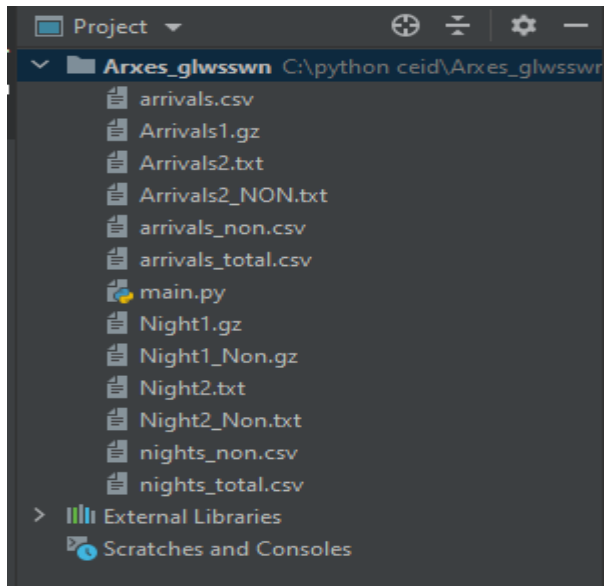 Project
Arxes_glwsswn C:\python ceid\Arxes_glwsswr
arrivals.csv
Arrivals1.gz
Arrivals2.txt
Arrivals2_NON.txt
arrivals_non.csv
arrivals_total.csv
main.py
Night1.gz
Night1_Non.gz
Night2.txt
Night2_Non.txt
nights_non.csv
nights_total.csv
External Libraries
Scratches and Consoles